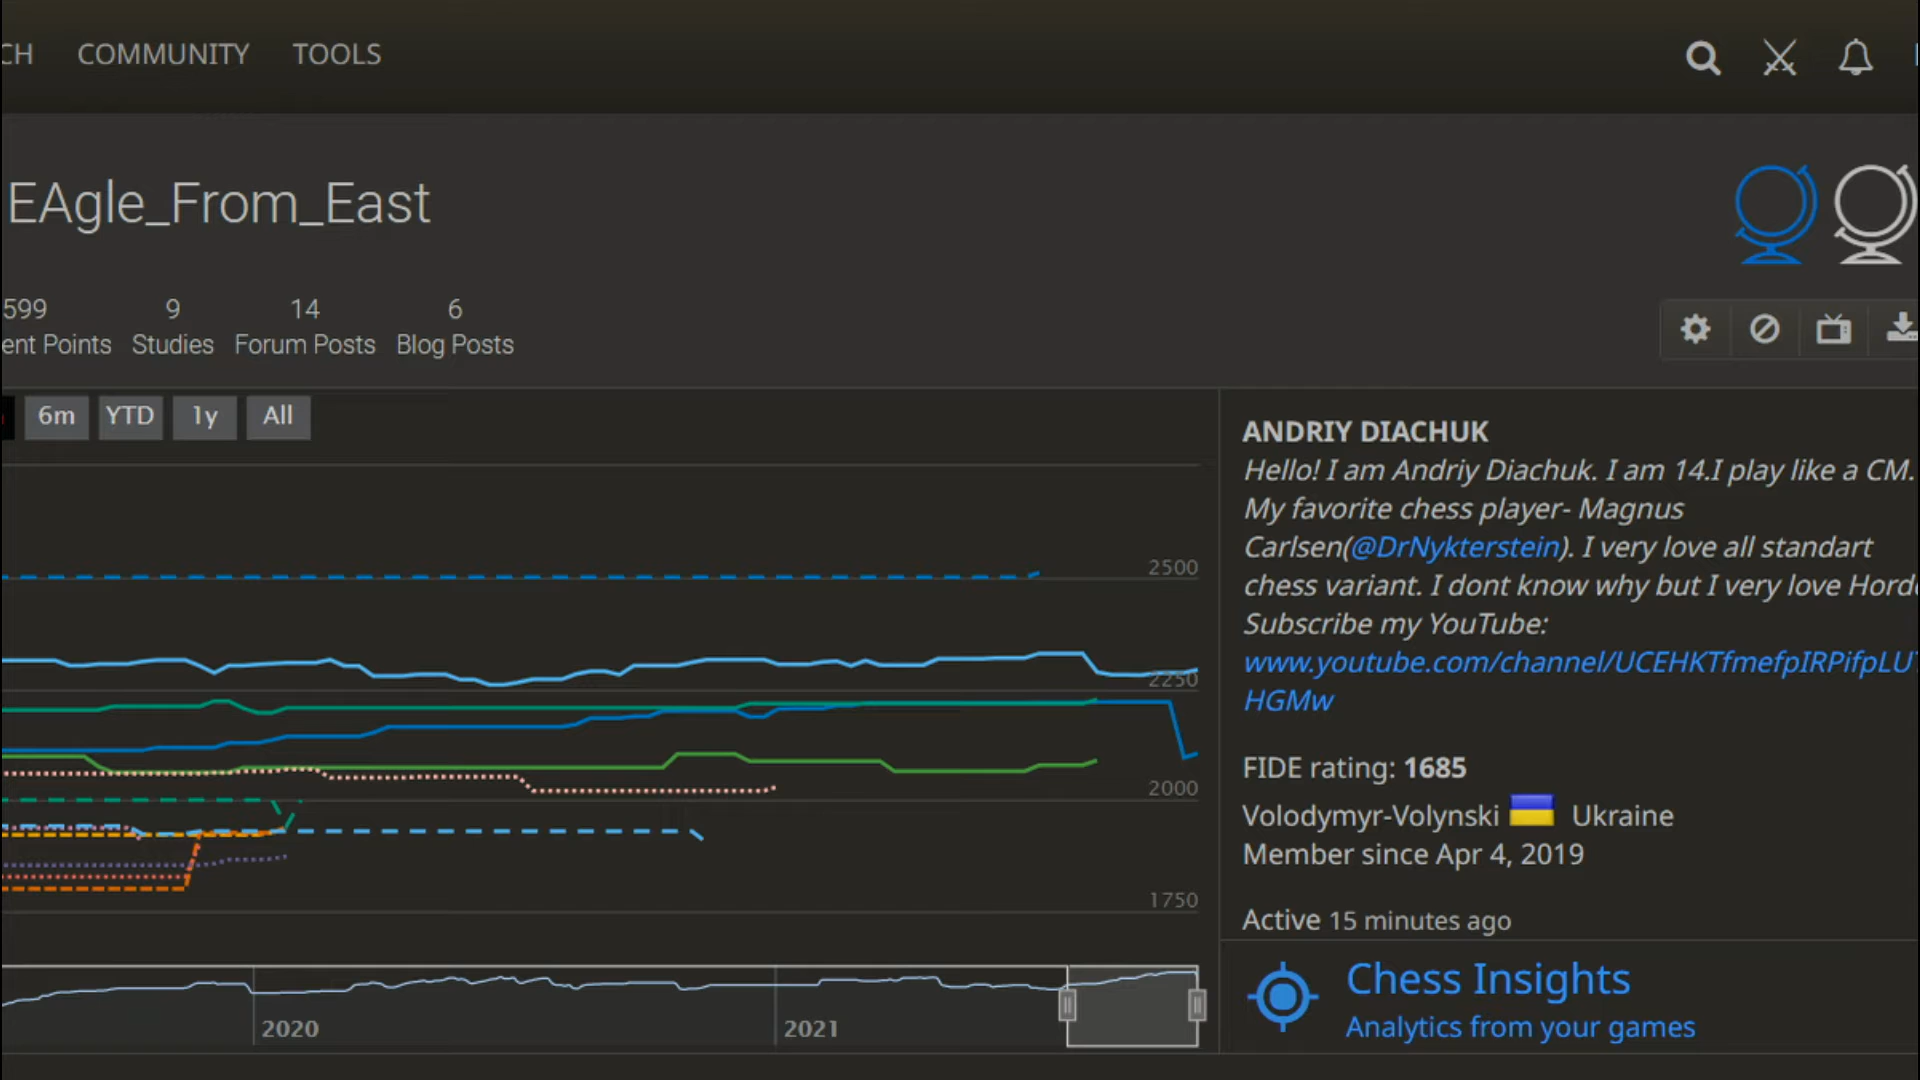 CH COMMUNITY TOOLS
EAgle_From_East
599 9 14 6
ent Points Studies Forum Posts Blog Posts
6m YTD 1y All
2500
2250
2000
1750
2020 2021
ANDRIY DIACHUK
Hello! I am Andriy Diachuk. I am 14.I play like a CM.
My favorite chess player- Magnus
Carlsen(@DrNykterstein). I very love all standart
chess variant. I dont know why but I very love Horde
Subscribe my YouTube:
www.youtube.com/channel/UCEHKTfmefpIRPifpLU
HGMw
FIDE rating: 1685
Volodymyr-Volynski Ukraine
Member since Apr 4, 2019
Active 15 minutes ago
Chess Insights
Analytics from your games